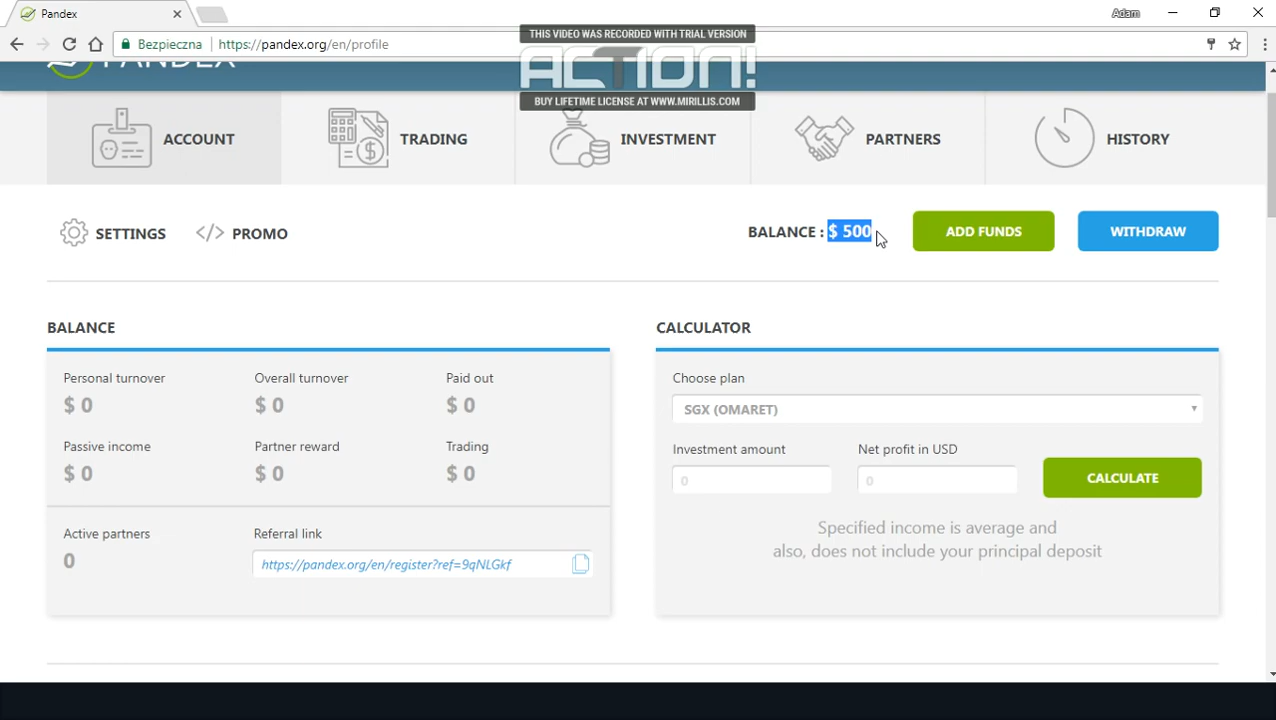 Pandex
Adam
Bezpieczna
https://pandex.org/en/profile
THIS VIDEO WAS RECORDED WITH TRIAL VERSION
ACTION!
BUY LIFETIME LICENSE AT WWW.MIRILLIS.COM
PANDEX
ACCOUNT
TRADING
INVESTMENT
PARTNERS
HISTORY
SETTINGS
</> PROMO
BALANCE : $ 500
ADD FUNDS
WITHDRAW
BALANCE
Personal turnover
Overall turnover
Paid out
$ 0
$ 0
$ 0
Passive income
Partner reward
Trading
$ 0
$ 0
$ 0
Active partners
Referral link
0
https://pandex.org/en/register?ref=9qNLGkf
CALCULATOR
Choose plan
SGX (OMARET)
Investment amount
Net profit in USD
0
0
CALCULATE
Specified income is average and
also, does not include your principal deposit